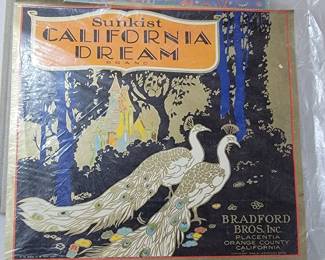 Sunkist
CALIFORNIA
DREAM
BRAND
BRADFORD
BROS. Inc.
PLACENTIA
ORANGE COUNTY
CALIFORNIA